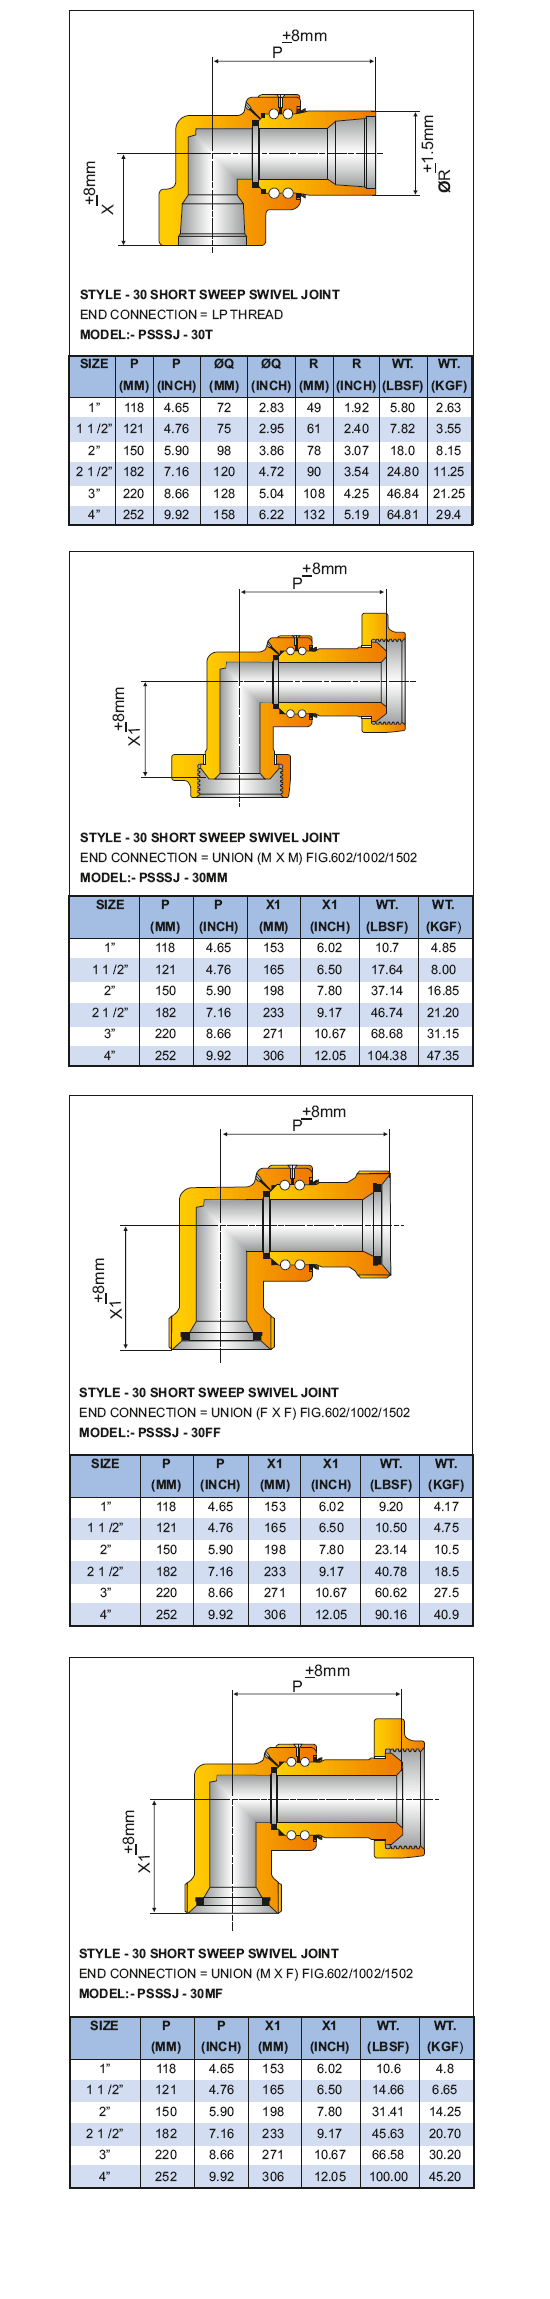 ±8mm
P
±8mm
X
±1.5mm
ØR
STYLE - 30 SHORT SWEEP SWIVEL JOINT
END CONNECTION = LP THREAD
MODEL:- PSSSJ - 30T
SIZE P P ØQ ØQ R R WT. WT.
(MM) (INCH) (MM) (INCH) (MM) (INCH) (LBSF) (KGF)
1” 118 4.65 72 2.83 49 1.92 5.80 2.63
1 1 /2” 121 4.76 75 2.95 61 2.40 7.82 3.55
2” 150 5.90 98 3.86 78 3.07 18.0 8.15
2 1 /2” 182 7.16 120 4.72 90 3.54 24.80 11.25
3” 220 8.66 128 5.04 108 4.25 46.84 21.25
4” 252 9.92 158 6.22 132 5.19 64.81 29.4
±8mm
P
±8mm
X1
STYLE - 30 SHORT SWEEP SWIVEL JOINT
END CONNECTION = UNION (M X M) FIG.602/1002/1502
MODEL:- PSSSJ - 30MM
SIZE P P X1 X1 WT. WT.
(MM) (INCH) (MM) (INCH) (LBSF) (KGF)
1” 118 4.65 153 6.02 10.7 4.85
1 1 /2” 121 4.76 165 6.50 17.64 8.00
2” 150 5.90 198 7.80 37.14 16.85
2 1 /2” 182 7.16 233 9.17 46.74 21.20
3” 220 8.66 271 10.67 68.68 31.15
4” 252 9.92 306 12.05 104.38 47.35
±8mm
P
±8mm
X1
STYLE - 30 SHORT SWEEP SWIVEL JOINT
END CONNECTION = UNION (F X F) FIG.602/1002/1502
MODEL:- PSSSJ - 30FF
SIZE P P X1 X1 WT. WT.
(MM) (INCH) (MM) (INCH) (LBSF) (KGF)
1” 118 4.65 153 6.02 9.20 4.17
1 1 /2” 121 4.76 165 6.50 10.50 4.75
2” 150 5.90 198 7.80 23.14 10.5
2 1 /2” 182 7.16 233 9.17 40.78 18.5
3” 220 8.66 271 10.67 60.62 27.5
4” 252 9.92 306 12.05 90.16 40.9
±8mm
P
±8mm
X1
STYLE - 30 SHORT SWEEP SWIVEL JOINT
END CONNECTION = UNION (M X F) FIG.602/1002/1502
MODEL:- PSSSJ - 30MF
SIZE P P X1 X1 WT. WT.
(MM) (INCH) (MM) (INCH) (LBSF) (KGF)
1” 118 4.65 153 6.02 10.6 4.8
1 1 /2” 121 4.76 165 6.50 14.66 6.65
2” 150 5.90 198 7.80 31.41 14.25
2 1 /2” 182 7.16 233 9.17 45.63 20.70
3” 220 8.66 271 10.67 66.58 30.20
4” 252 9.92 306 12.05 100.00 45.20